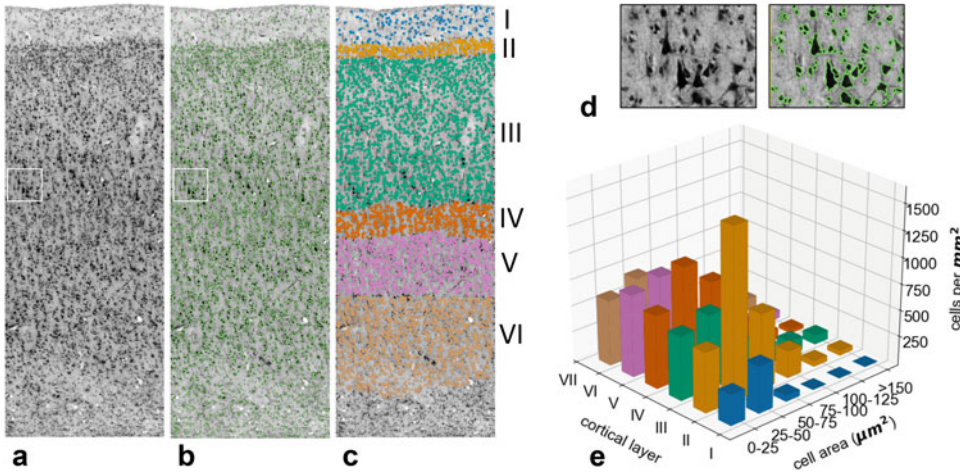 I
II
III
IV
V
VI
a
b
c
d
1500
1250
1000
750
500
250
cells per mm²
VII
VI
V
IV
III
II
I
cortical layer
0-25
25-50
50-75
75-100
100-125
>150
cell area (μm²)
e